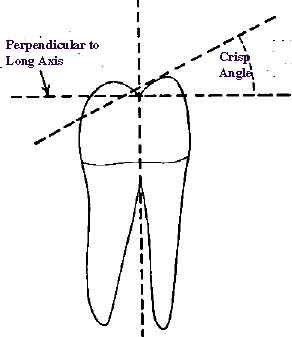 Perpendicular to
Long Axis
Crisp
Angle